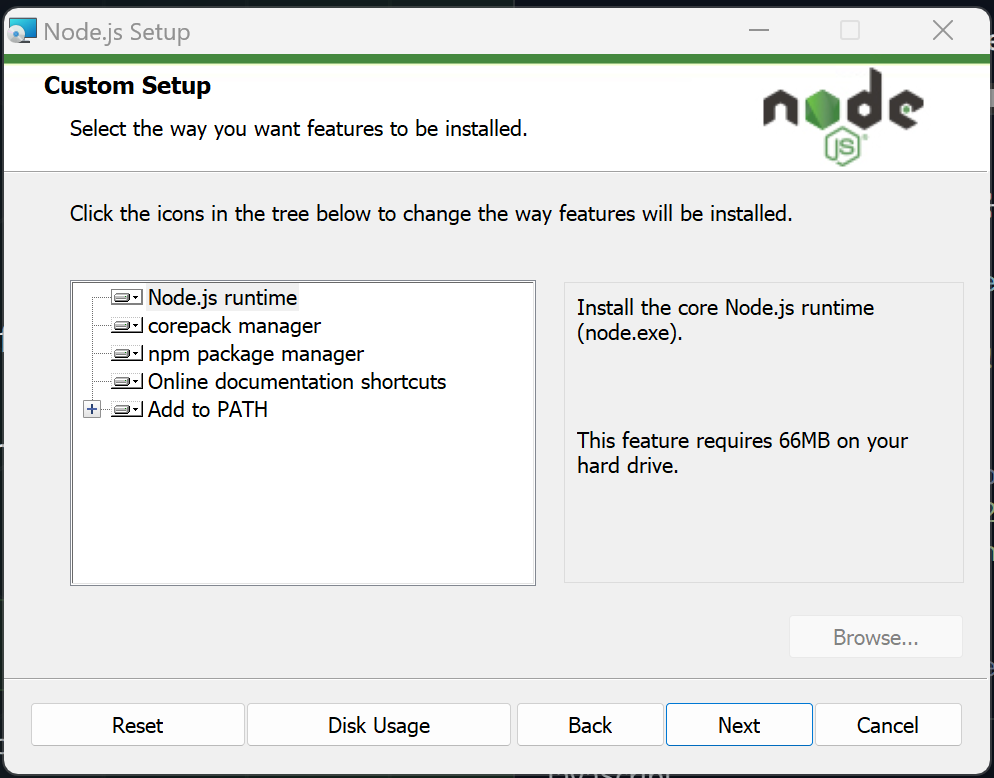 Node.js Setup
Custom Setup
Select the way you want features to be installed.
node
JS
Click the icons in the tree below to change the way features will be installed.
Node.js runtime
corepack manager
npm package manager
Online documentation shortcuts
Add to PATH
Install the core Node.js runtime
(node.exe).
This feature requires 66MB on your
hard drive.
Browse...
Reset
Disk Usage
Back
Next
Cancel